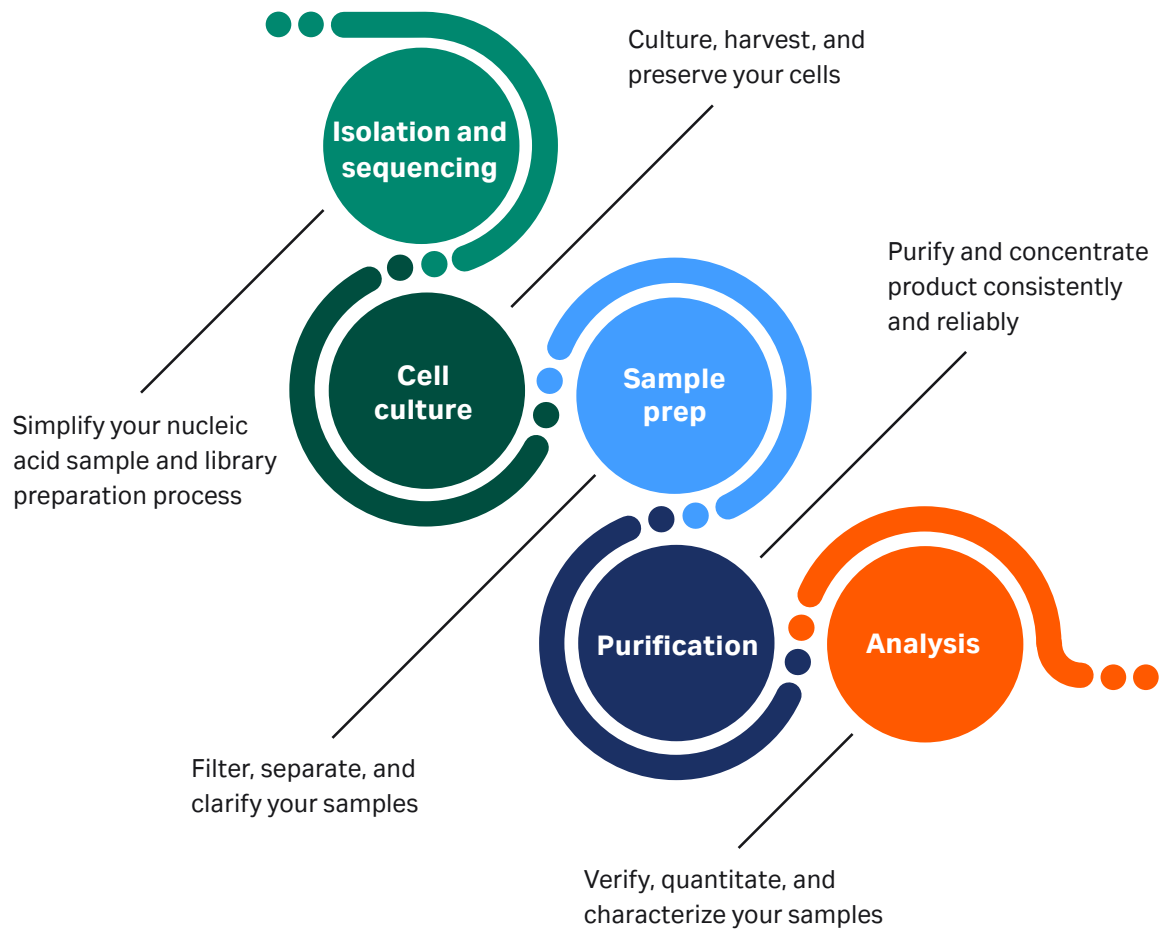 Culture, harvest, and
preserve your cells
Isolation and
sequencing
Purify and concentrate
product consistently
and reliably
Cell
culture
Sample
prep
Simplify your nucleic
acid sample and library
preparation process
Purification
Analysis
Filter, separate, and
clarify your samples
Verify, quantitate, and
characterize your samples